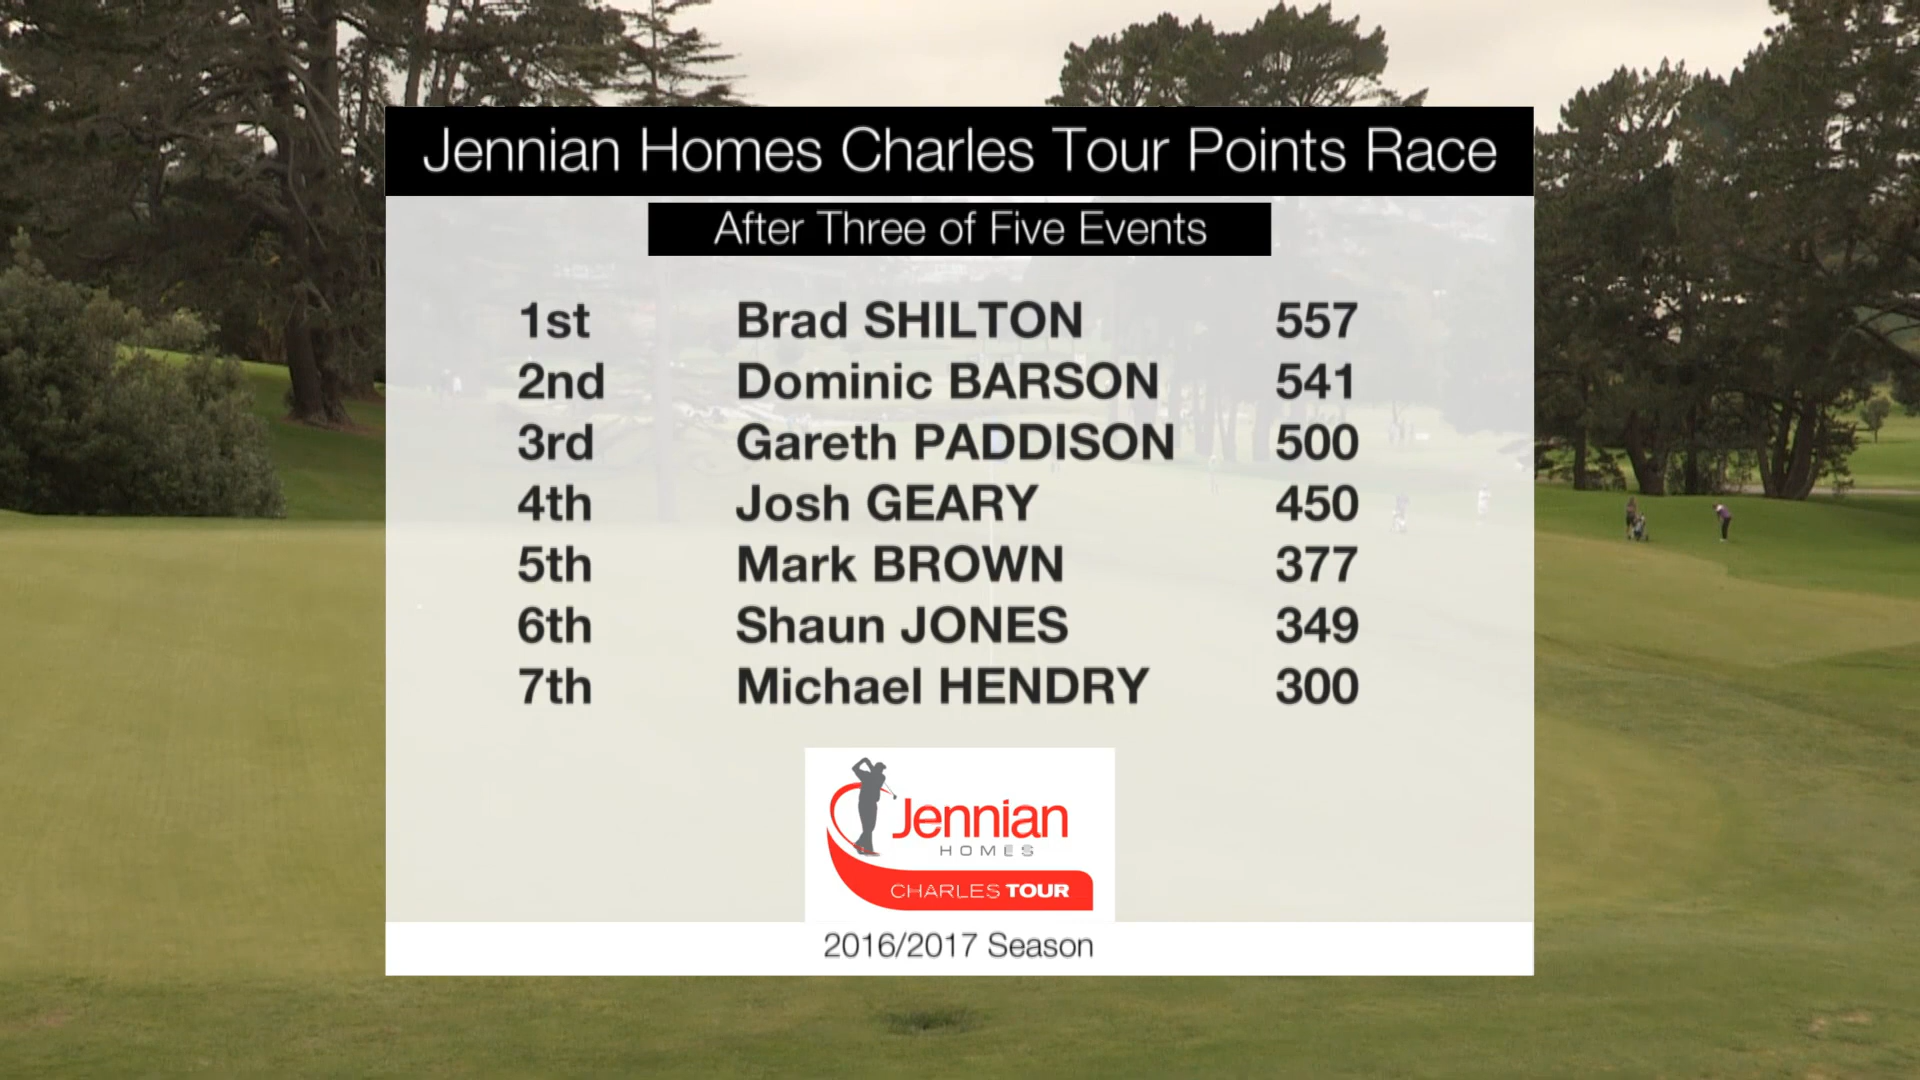 Jennian Homes Charles Tour Points Race
After Three of Five Events
1st Brad SHILTON 557
2nd Dominic BARSON 541
3rd Gareth PADDISON 500
4th Josh GEARY 450
5th Mark BROWN 377
6th Shaun JONES 349
7th Michael HENDRY 300
Jennian
HOMES
CHARLES TOUR
2016/2017 Season